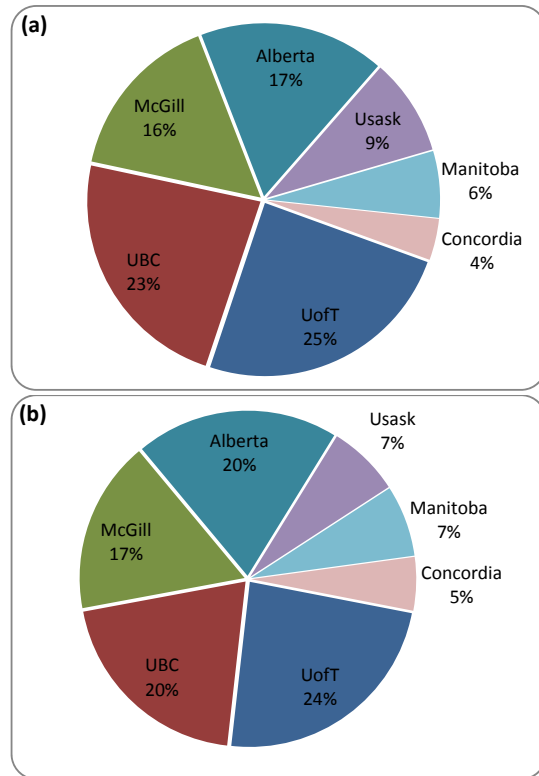 (a)
Alberta
17%
McGill
16%
Usask
9%
Manitoba
6%
Concordia
4%
UBC
23%
UofT
25%
(b)
Usask
7%
Alberta
20%
Manitoba
7%
McGill
17%
Concordia
5%
UBC
20%
UofT
24%